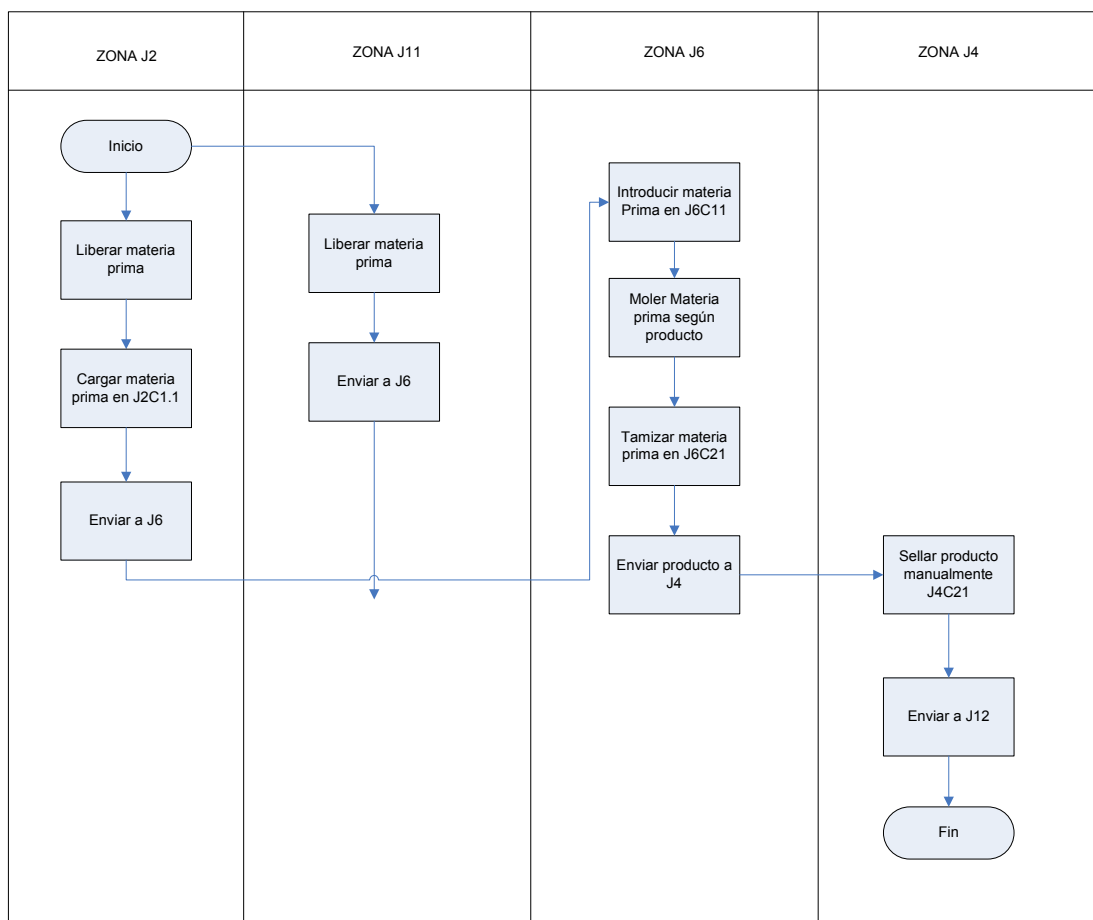 ZONA J2
ZONA J11
ZONA J6
ZONA J4
Inicio
Liberar materia
prima
Cargar materia
prima en J2C1.1
Enviar a J6
Liberar materia
prima
Enviar a J6
Introducir materia
Prima en J6C11
Moler Materia
prima según
producto
Tamizar materia
prima en J6C21
Enviar producto a
J4
Sellar producto
manualmente
J4C21
Enviar a J12
Fin